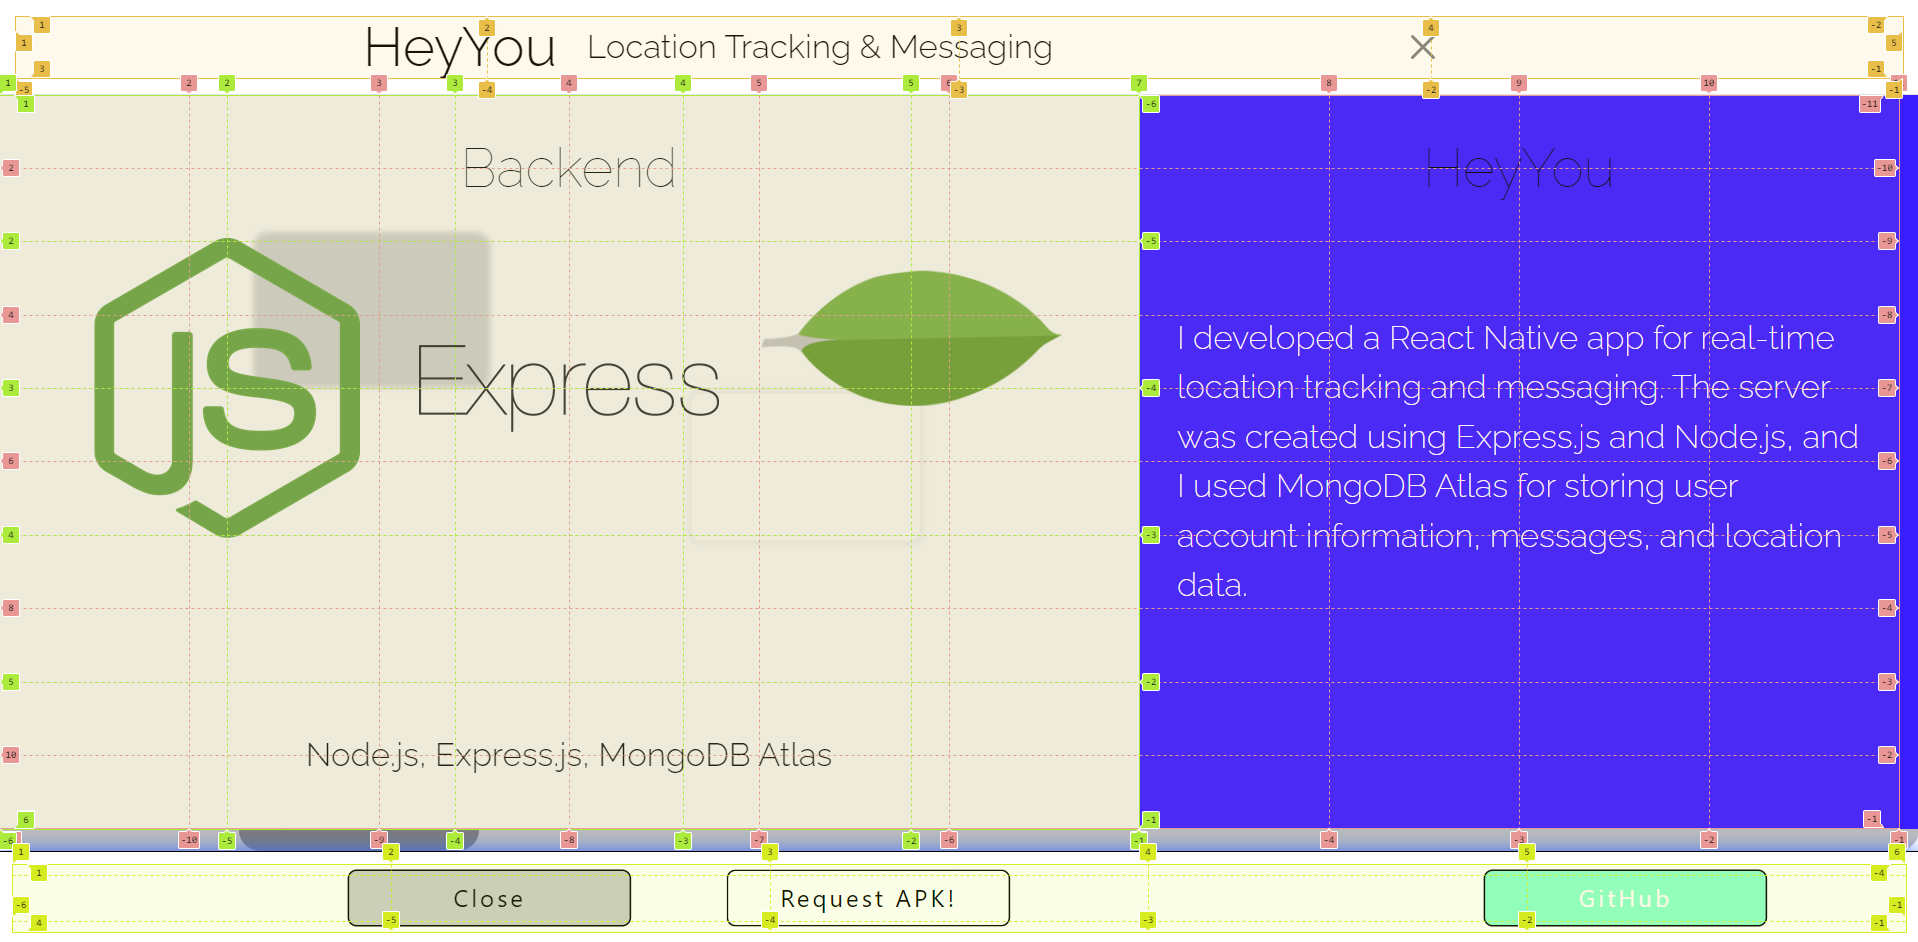 HeyYou Location Tracking & Messaging
Backend
HeyYou
JS
Express
I developed a React Native app for real-time
location tracking and messaging. The server
was created using Express.js and Node.js, and
I used MongoDB Atlas for storing user
account information, messages, and location
data.
Node.js, Express.js, MongoDB Atlas
Close
Request APK!
GitHub